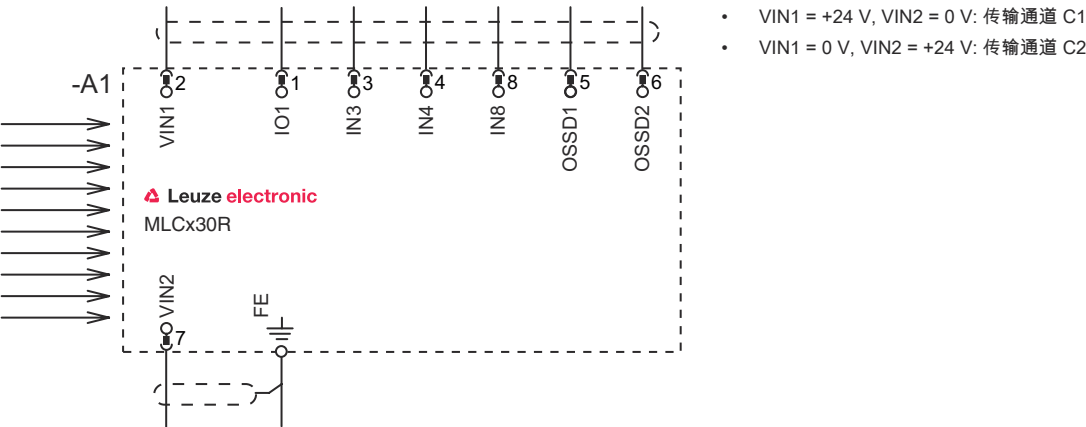 • VIN1 = +24 V, VIN2 = 0 V: 传输通道 C1
• VIN1 = 0 V, VIN2 = +24 V: 传输通道 C2
-A1
2 1 3 4 8 5 6
VIN1 IO1 IN3 IN4 IN8 OSSD1 OSSD2
Leuze electronic
MLCx30R
VIN2 FE
7